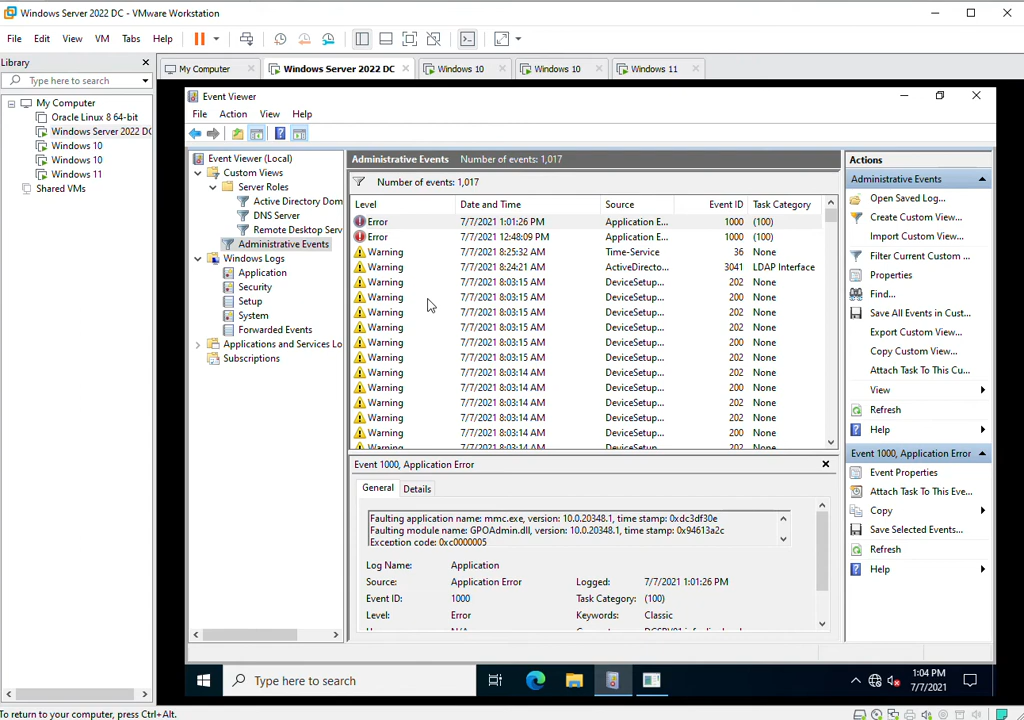 Windows Server 2022 DC - VMware Workstation
File Edit View VM Tabs Help
Library
Type here to search
My Computer
Oracle Linux 8 64-bit
Windows Server 2022 DC
Windows 10
Windows 10
Windows 11
Shared VMs
My Computer Windows Server 2022 DC Windows 10 Windows 10 Windows 11
Event Viewer
File Action View Help
Event Viewer (Local)
Custom Views
Server Roles
Active Directory Dom
DNS Server
Remote Desktop Serv
Administrative Events
Windows Logs
Application
Security
Setup
System
Forwarded Events
Applications and Services Lo
Subscriptions
Administrative Events Number of events: 1,017
Number of events: 1,017
Level Date and Time Source Event ID Task Category
Error 7/7/2021 1:01:26 PM Application E... 1000 (100)
Error 7/7/2021 12:48:09 PM Application E... 1000 (100)
Warning 7/7/2021 8:25:32 AM Time-Service 36 None
Warning 7/7/2021 8:24:21 AM ActiveDirecto... 3041 LDAP Interface
Warning 7/7/2021 8:03:15 AM DeviceSetup... 202 None
Warning 7/7/2021 8:03:15 AM DeviceSetup... 200 None
Warning 7/7/2021 8:03:15 AM DeviceSetup... 202 None
Warning 7/7/2021 8:03:15 AM DeviceSetup... 202 None
Warning 7/7/2021 8:03:15 AM DeviceSetup... 200 None
Warning 7/7/2021 8:03:15 AM DeviceSetup... 202 None
Warning 7/7/2021 8:03:14 AM DeviceSetup... 202 None
Warning 7/7/2021 8:03:14 AM DeviceSetup... 200 None
Warning 7/7/2021 8:03:14 AM DeviceSetup... 202 None
Warning 7/7/2021 8:03:14 AM DeviceSetup... 202 None
Warning 7/7/2021 8:03:14 AM DeviceSetup... 200 None
Warning 7/7/2021 8:03:14 AM DeviceSetup... 202 None
Event 1000, Application Error
General Details
Faulting application name: mmc.exe, version: 10.0.20348.1, time stamp: 0xdc3df30e
Faulting module name: GPOAdmin.dll, version: 10.0.20348.1, time stamp: 0x94613a2c
Exception code: 0xc0000005
Log Name: Application
Source: Application Error Logged: 7/7/2021 1:01:26 PM
Event ID: 1000 Task Category: (100)
Level: Error Keywords: Classic
Actions
Administrative Events
Open Saved Log...
Create Custom View...
Import Custom View...
Filter Current Custom ...
Properties
Find...
Save All Events in Cust...
Export Custom View...
Copy Custom View...
Attach Task To This Cu...
View
Refresh
Help
Event 1000, Application Error
Event Properties
Attach Task To This Eve...
Copy
Save Selected Events...
Refresh
Help
Type here to search
1:04 PM
7/7/2021
To return to your computer, press Ctrl+Alt.